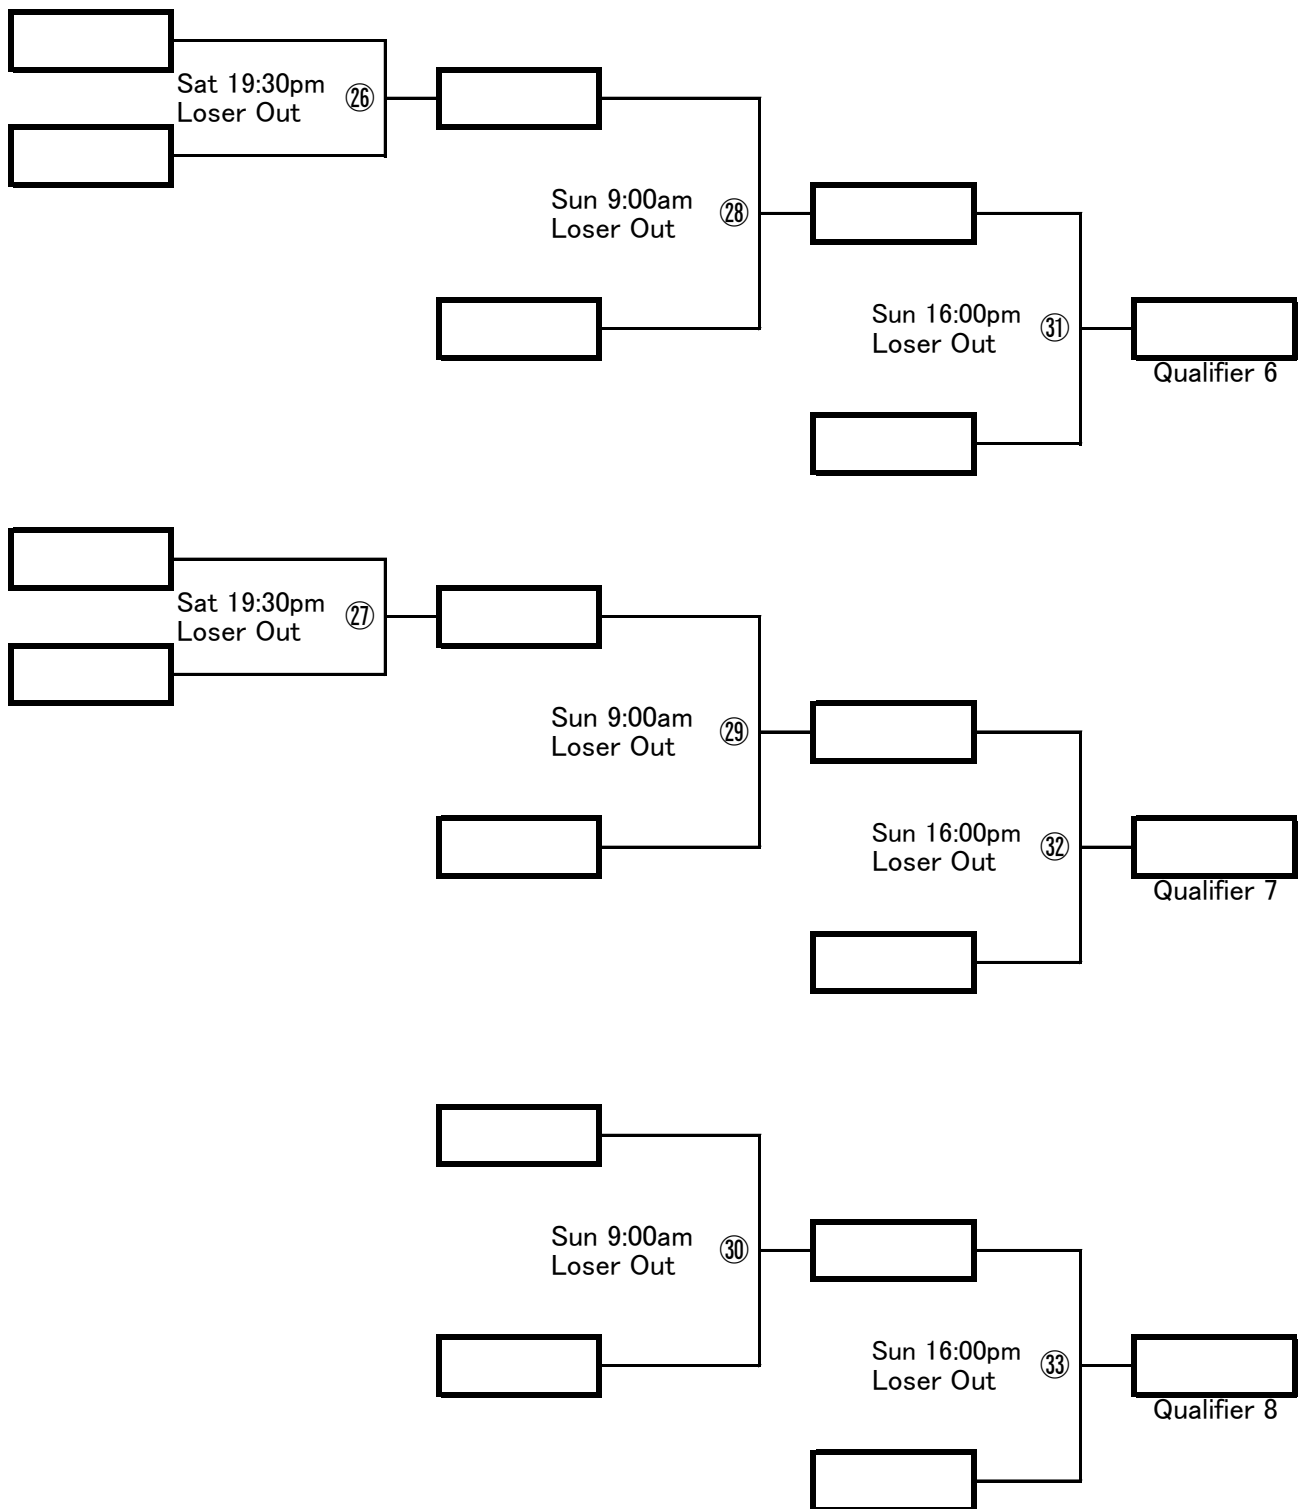 Sat 19:30pm
Loser Out
㉖
Sun 9:00am
Loser Out
㉘
Sun 16:00pm
Loser Out
㉛
Qualifier 6
Sat 19:30pm
Loser Out
㉗
Sun 9:00am
Loser Out
㉙
Sun 16:00pm
Loser Out
㉜
Qualifier 7
Sun 9:00am
Loser Out
㉚
Sun 16:00pm
Loser Out
㉝
Qualifier 8